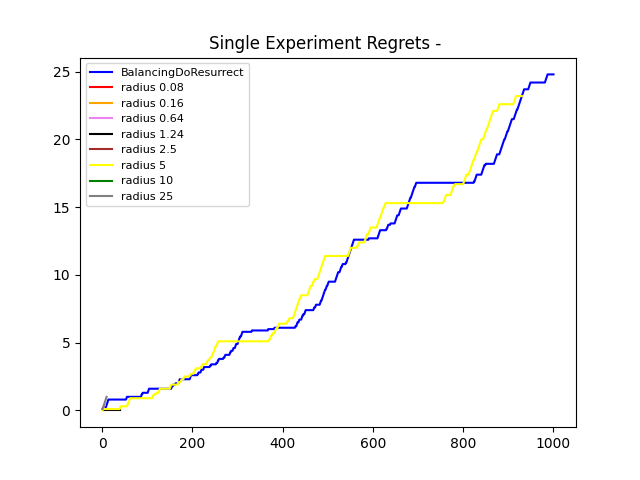 Single Experiment Regrets -
25
20
15
10
5
0
BalancingDoResurrect
radius 0.08
radius 0.16
radius 0.64
radius 1.24
radius 2.5
radius 5
radius 10
radius 25
0 200 400 600 800 1000